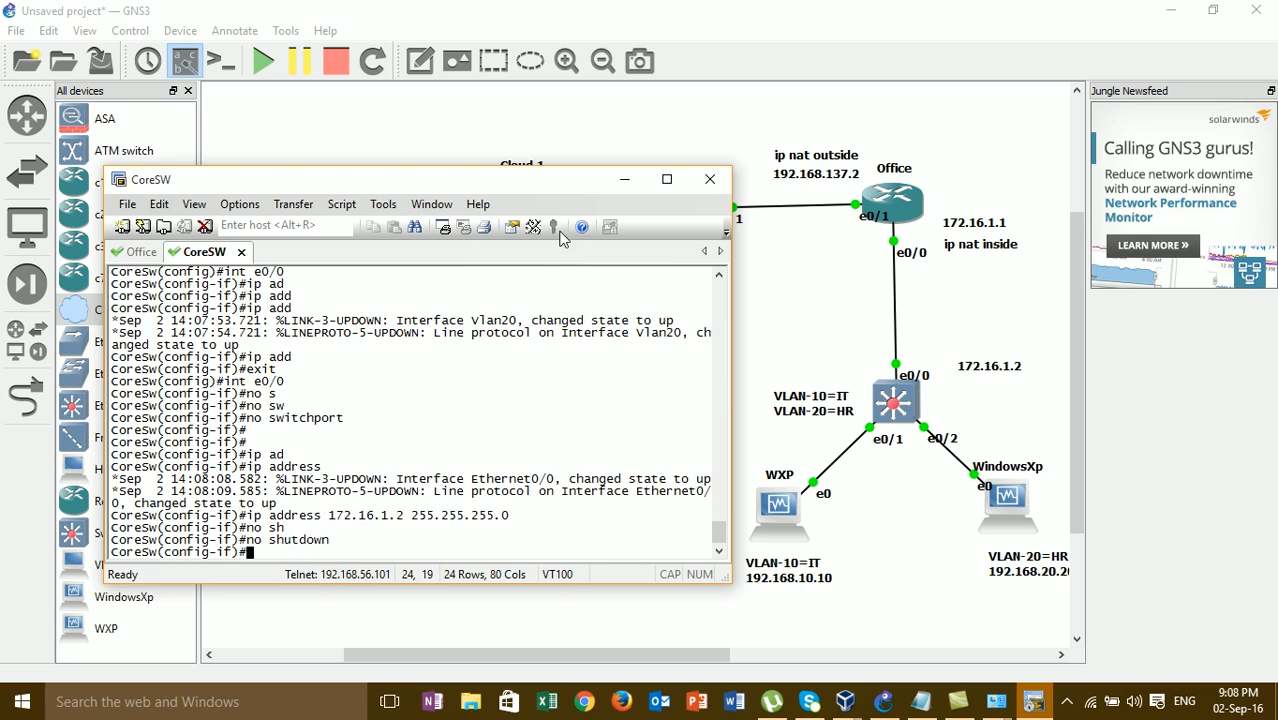 Unsaved project* — GNS3
File Edit View Control Device Annotate Tools Help
All devices
ASA
ATM switch
WindowsXp
WXP
CoreSW
File Edit View Options Transfer Script Tools Window Help
Enter host <Alt+R>
Office CoreSW
CoreSw(config)#int e0/0
CoreSw(config-if)#ip ad
CoreSw(config-if)#ip add
CoreSw(config-if)#ip add
*Sep  2 14:07:53.721: %LINK-3-UPDOWN: Interface Vlan20, changed state to up
*Sep  2 14:07:54.721: %LINEPROTO-5-UPDOWN: Line protocol on Interface Vlan20, ch
anged state to up
CoreSw(config-if)#ip add
CoreSw(config-if)#exit
CoreSw(config)#int e0/0
CoreSw(config-if)#no s
CoreSw(config-if)#no sw
CoreSw(config-if)#no switchport
CoreSw(config-if)#
CoreSw(config-if)#
CoreSw(config-if)#ip ad
CoreSw(config-if)#ip address
*Sep  2 14:08:08.582: %LINK-3-UPDOWN: Interface Ethernet0/0, changed state to up
*Sep  2 14:08:09.585: %LINEPROTO-5-UPDOWN: Line protocol on Interface Ethernet0/
0, changed state to up
CoreSw(config-if)#ip address 172.16.1.2 255.255.255.0
CoreSw(config-if)#no sh
CoreSw(config-if)#no shutdown
CoreSw(config-if)#
Ready Telnet: 192.168.56.101 24, 19 24 Rows, 80 Cols VT100 CAP NUM
Cloud 1
1
ip nat outside
192.168.137.2
Office
e0/1
172.16.1.1
ip nat inside
e0/0
172.16.1.2
e0/0
VLAN-10=IT
VLAN-20=HR
e0/1
e0/2
WXP
e0
WindowsXp
e0
VLAN-10=IT
192.168.10.10
VLAN-20=HR
192.168.20.20
Jungle Newsfeed
solarwinds
Calling GNS3 gurus!
Reduce network downtime
with our award-winning
Network Performance
Monitor
LEARN MORE »
Search the web and Windows
ENG
9:08 PM
02-Sep-16